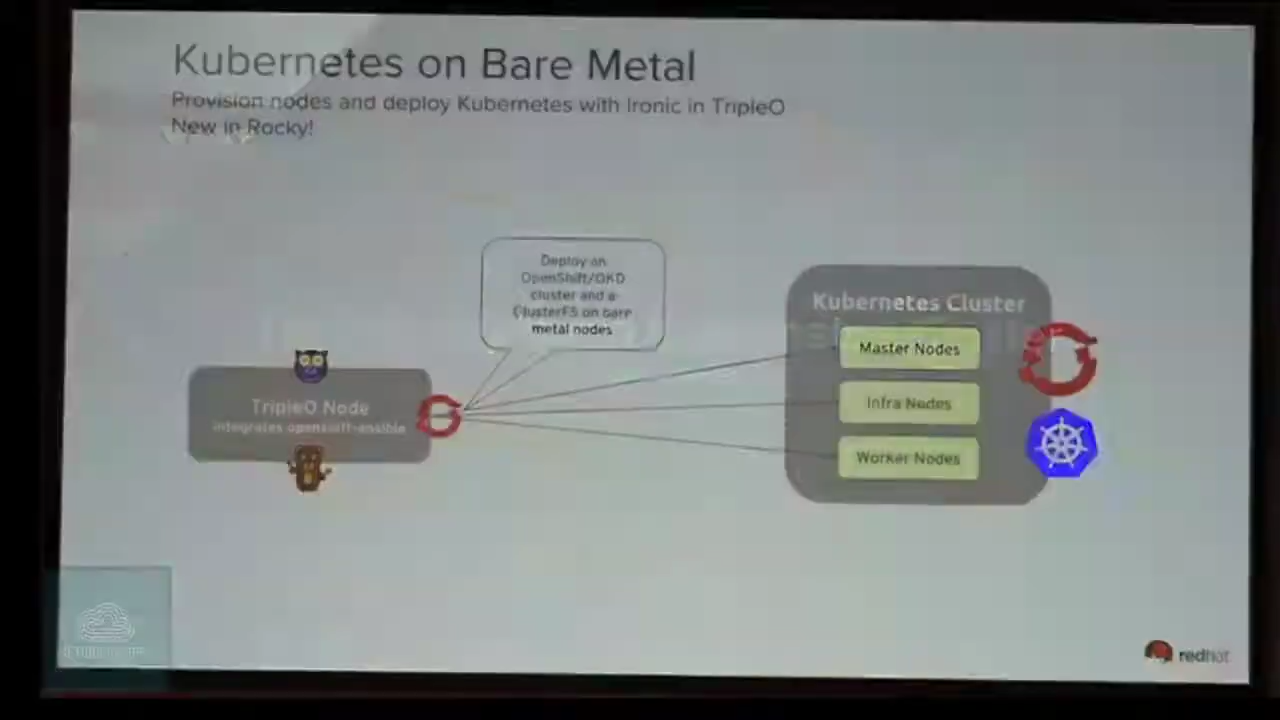 Kubernetes on Bare Metal
Provision nodes and deploy Kubernetes with Ironic in TripleO
New in Rocky!
Deploy an
OpenShift/OKD
cluster and a
GlusterFS on bare
metal nodes
Kubernetes Cluster
Master Nodes
Infra Nodes
Worker Nodes
TripleO Node
integrates openshift-ansible
redhat